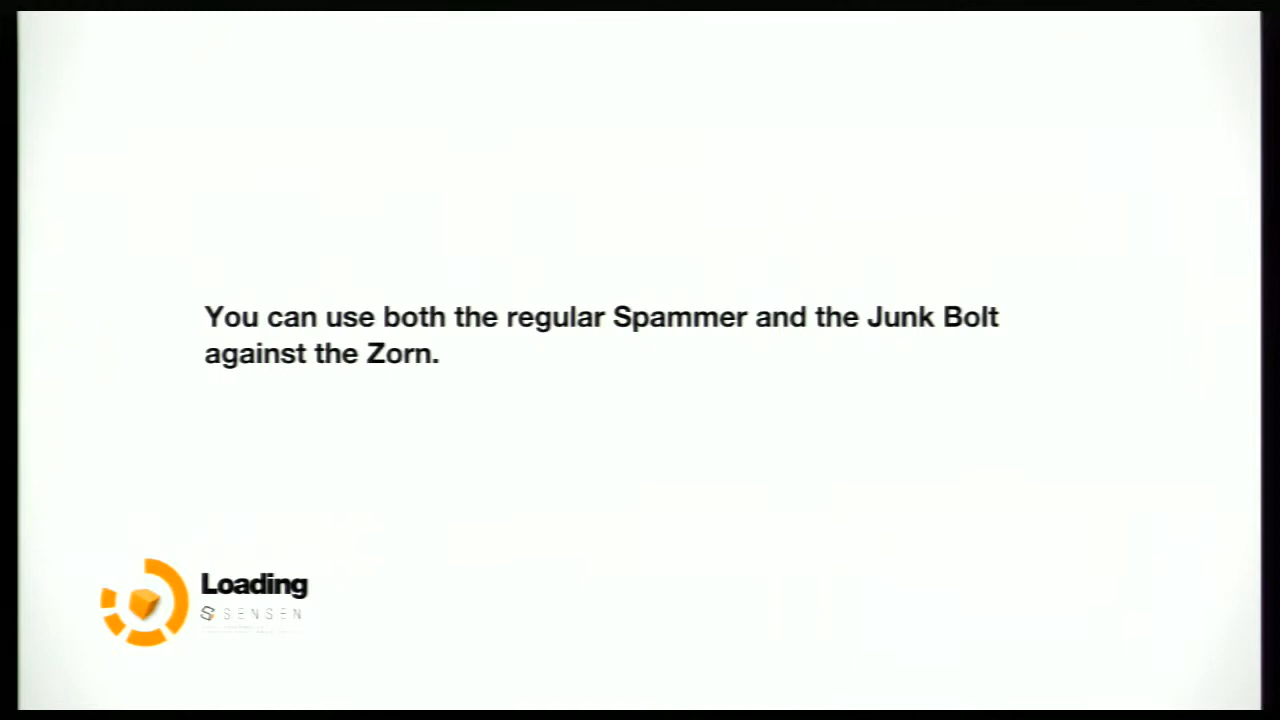 You can use both the regular Spammer and the Junk Bolt
against the Zorn.
Loading
SENSEN